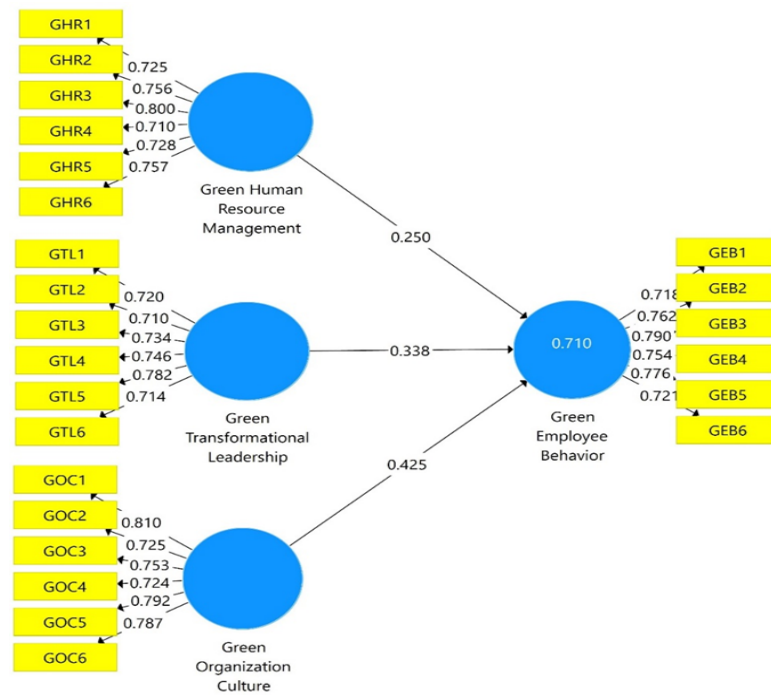 GHR1
GHR2
GHR3
GHR4
GHR5
GHR6
0.725
0.756
0.800
0.710
0.728
0.757
Green Human
Resource
Management
0.250
GTL1
GTL2
GTL3
GTL4
GTL5
GTL6
0.720
0.710
0.734
0.746
0.782
0.714
Green
Transformational
Leadership
0.338
GOC1
GOC2
GOC3
GOC4
GOC5
GOC6
0.810
0.725
0.753
0.724
0.792
0.787
Green
Organization
Culture
0.425
0.710
Green
Employee
Behavior
0.718
0.762
0.790
0.754
0.776
0.721
GEB1
GEB2
GEB3
GEB4
GEB5
GEB6